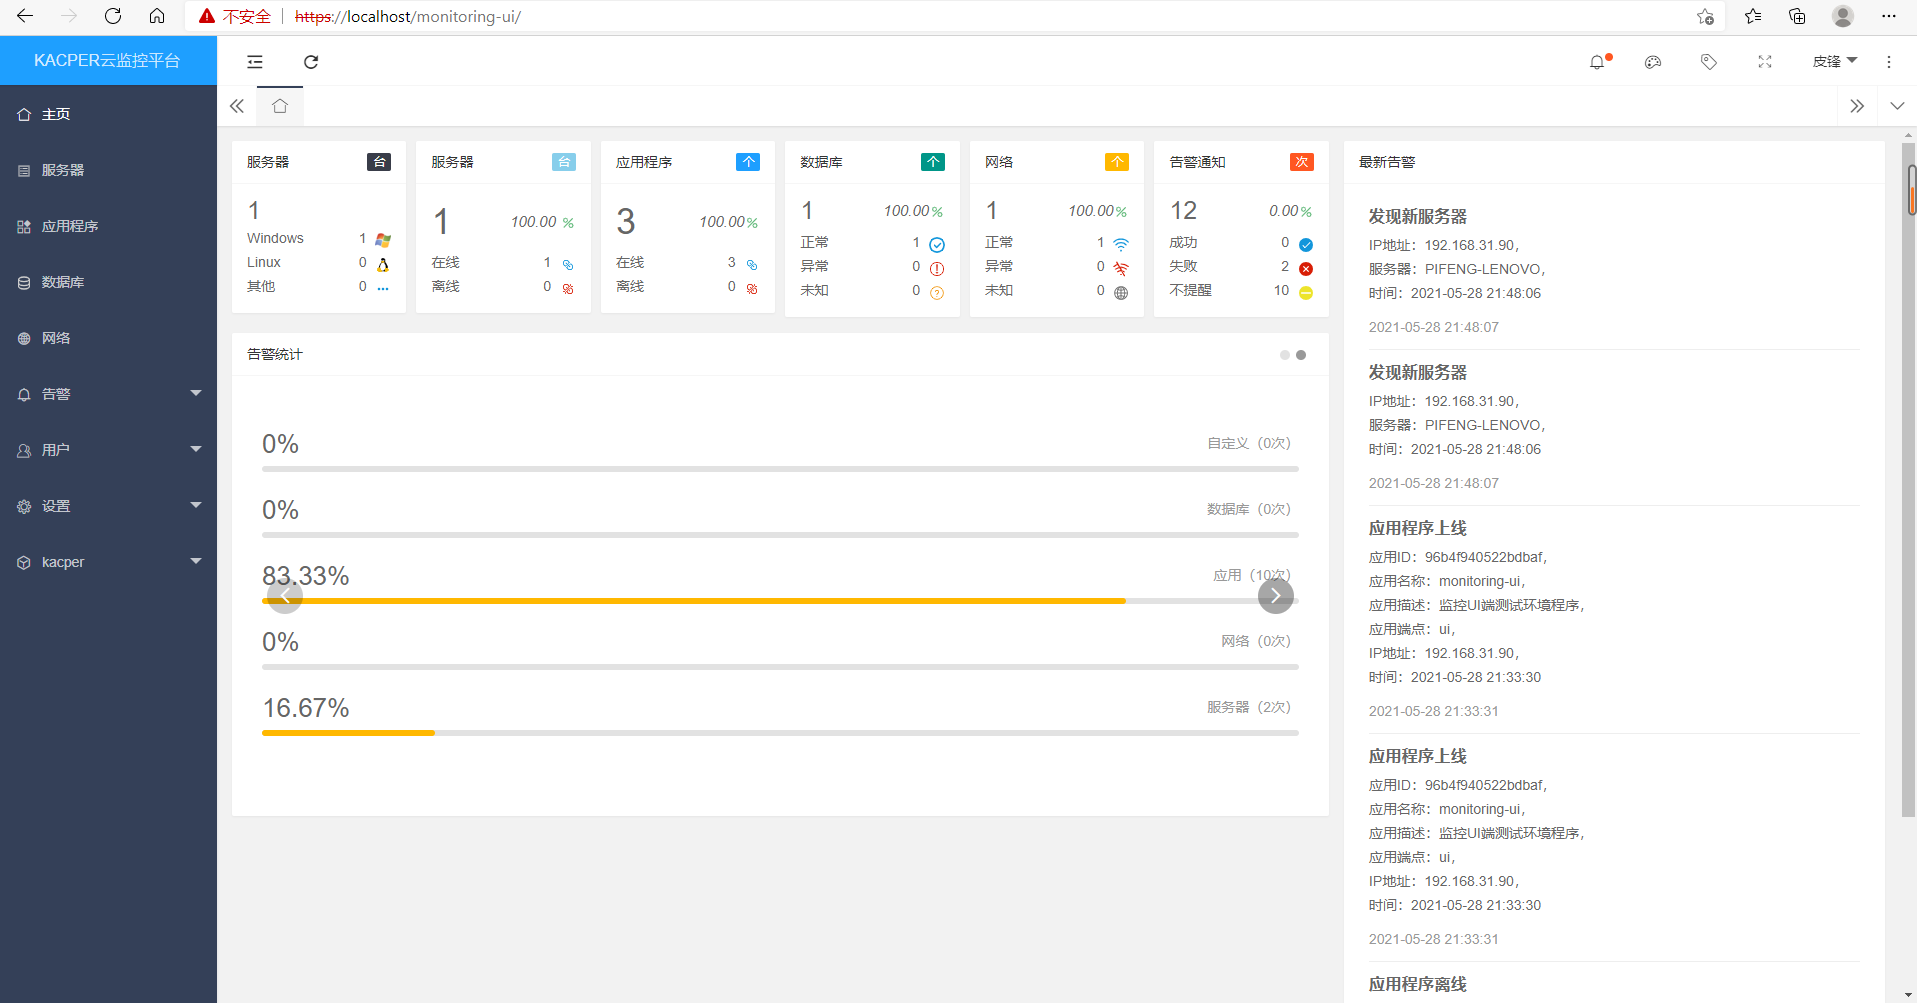 不安全 https://localhost/monitoring-ui/
KACPER云监控平台
皮锋
主页
服务器
应用程序
数据库
网络
告警
用户
设置
kacper
服务器 台
1
Windows 1
Linux 0
其他 0
服务器 台
1 100.00 %
在线 1
离线 0
应用程序 个
3 100.00%
在线 3
离线 0
数据库 个
1 100.00%
正常 1
异常 0
未知 0
网络 个
1 100.00%
正常 1
异常 0
未知 0
告警通知 次
12 0.00%
成功 0
失败 2
不提醒 10
告警统计
0% 自定义（0次）
0% 数据库（0次）
83.33% 应用（10次）
0% 网络（0次）
16.67% 服务器（2次）
最新告警
发现新服务器
IP地址：192.168.31.90，
服务器：PIFENG-LENOVO，
时间：2021-05-28 21:48:06
2021-05-28 21:48:07
发现新服务器
IP地址：192.168.31.90，
服务器：PIFENG-LENOVO，
时间：2021-05-28 21:48:06
2021-05-28 21:48:07
应用程序上线
应用ID：96b4f940522bdbaf，
应用名称：monitoring-ui，
应用描述：监控UI端测试环境程序，
应用端点：ui，
IP地址：192.168.31.90，
时间：2021-05-28 21:33:30
2021-05-28 21:33:31
应用程序上线
应用ID：96b4f940522bdbaf，
应用名称：monitoring-ui，
应用描述：监控UI端测试环境程序，
应用端点：ui，
IP地址：192.168.31.90，
时间：2021-05-28 21:33:30
2021-05-28 21:33:31
应用程序离线